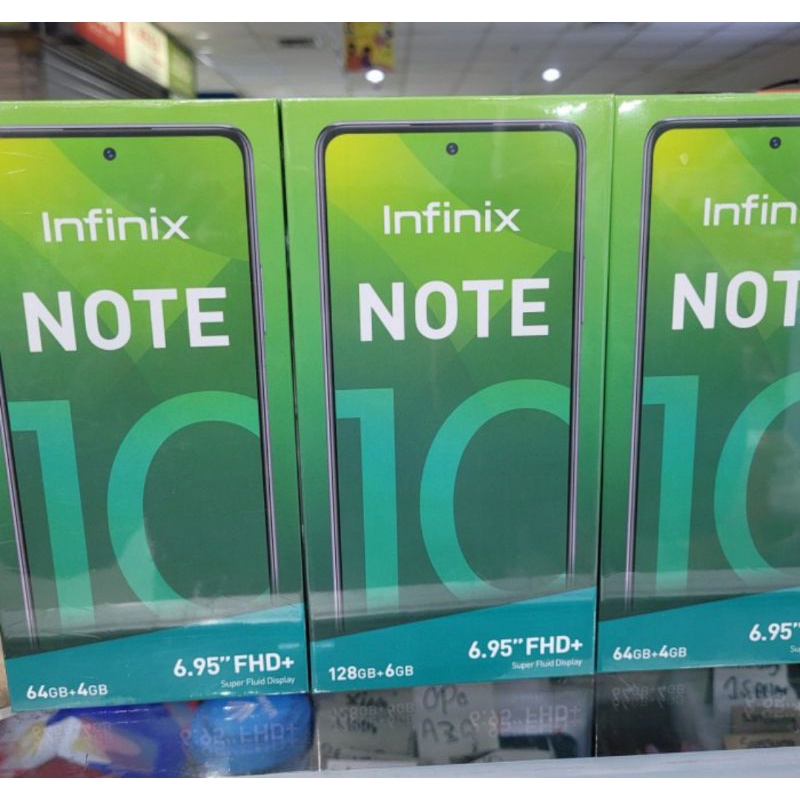 Infinix
NOTE
10
6.95” FHD+
Super Fluid Display
64GB+4GB
Infinix
NOTE
10
6.95” FHD+
Super Fluid Display
128GB+6GB
Infin
NOT
10
6.95”
Su
64GB+4GB